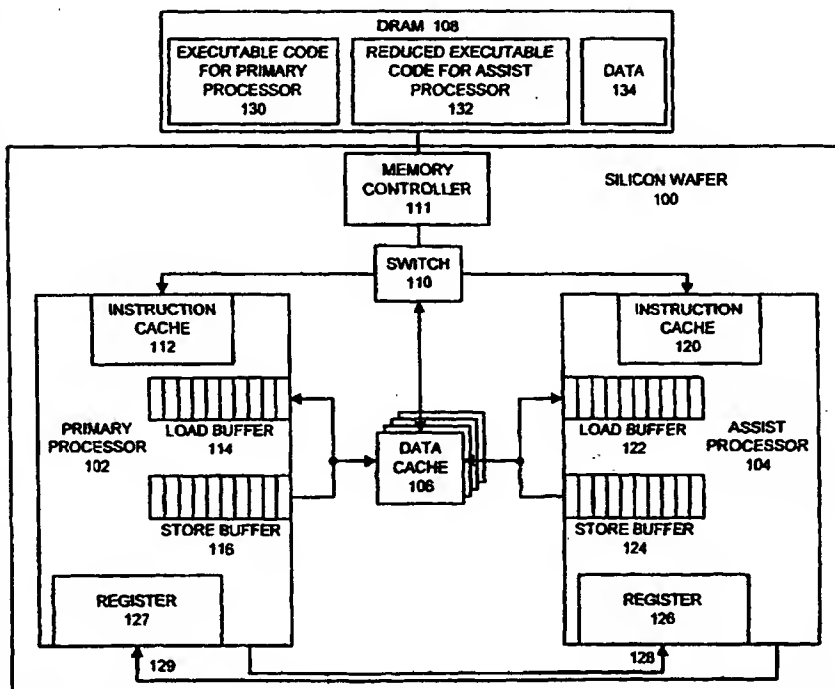 DRAM 108
EXECUTABLE CODE
FOR PRIMARY
PROCESSOR
130
REDUCED EXECUTABLE
CODE FOR ASSIST
PROCESSOR
132
DATA
134
MEMORY
CONTROLLER
111
SILICON WAFER
100
SWITCH
110
INSTRUCTION
CACHE
112
INSTRUCTION
CACHE
120
PRIMARY
PROCESSOR
102
LOAD BUFFER
114
DATA
CACHE
106
LOAD BUFFER
122
ASSIST
PROCESSOR
104
STORE BUFFER
116
STORE BUFFER
124
REGISTER
127
REGISTER
126
129
128